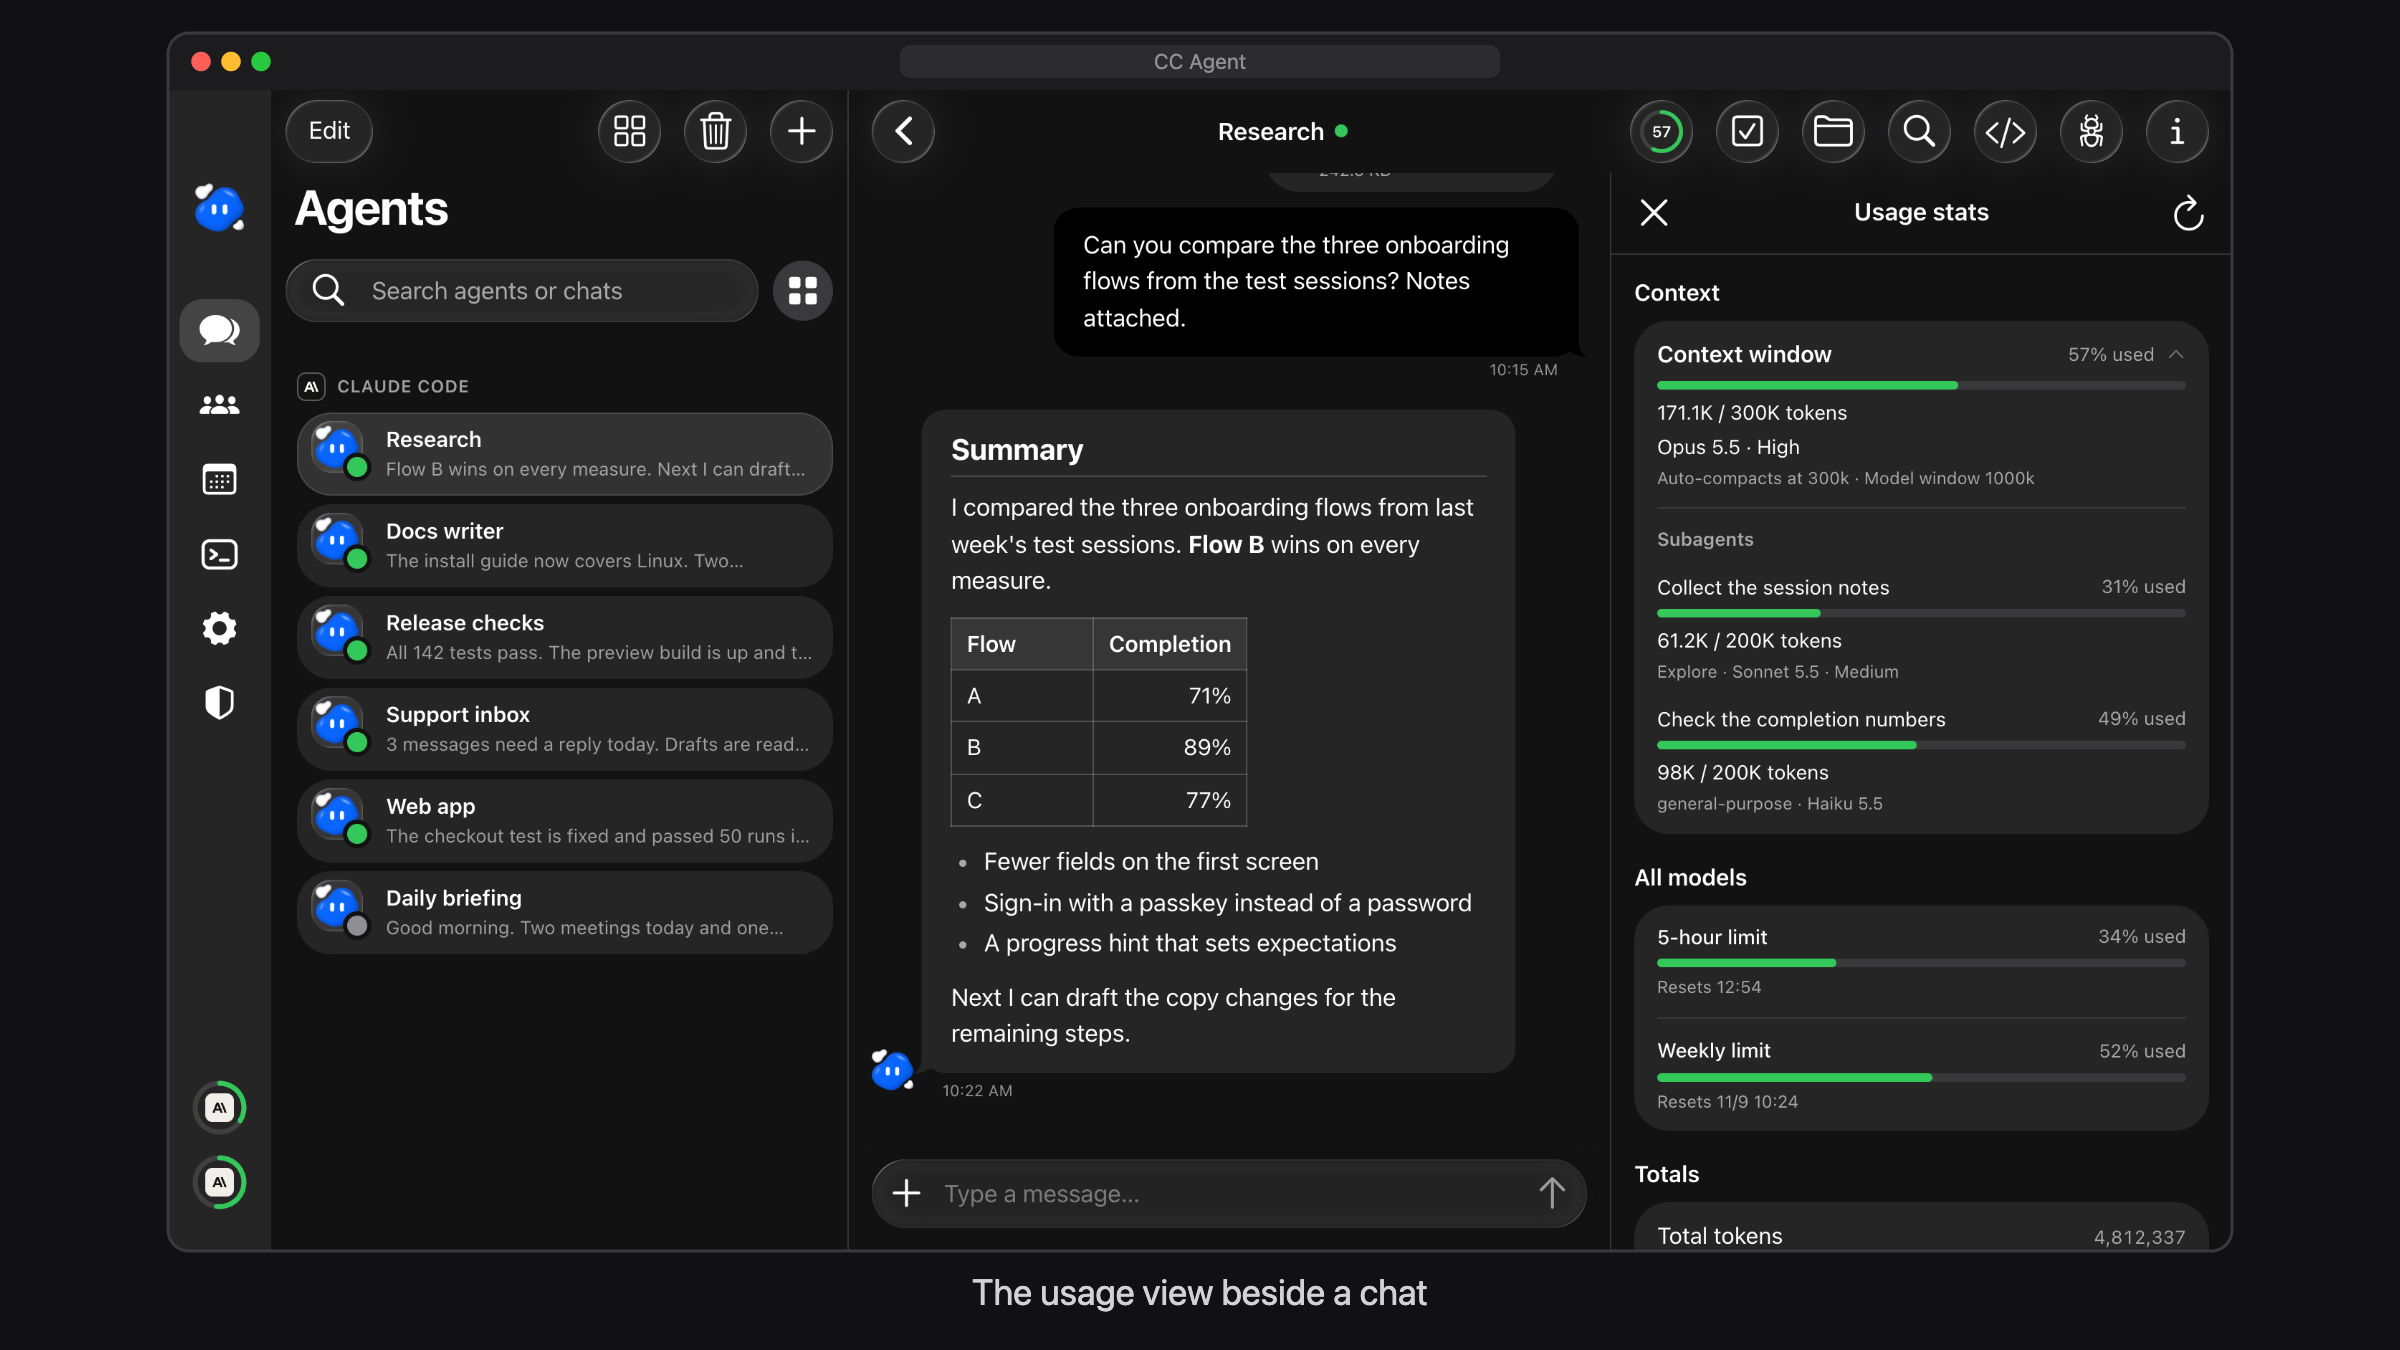 CC Agent
Edit
Agents
Search agents or chats
CLAUDE CODE
Research
Flow B wins on every measure. Next I can draft...
Docs writer
The install guide now covers Linux. Two...
Release checks
All 142 tests pass. The preview build is up and t...
Support inbox
3 messages need a reply today. Drafts are read...
Web app
The checkout test is fixed and passed 50 runs i...
Daily briefing
Good morning. Two meetings today and one...
Research
Can you compare the three onboarding
flows from the test sessions? Notes
attached.
10:15 AM
Summary
I compared the three onboarding flows from last
week's test sessions. Flow B wins on every
measure.
Flow Completion
A 71%
B 89%
C 77%
• Fewer fields on the first screen
• Sign-in with a passkey instead of a password
• A progress hint that sets expectations
Next I can draft the copy changes for the
remaining steps.
10:22 AM
Type a message...
57
Usage stats
Context
Context window 57% used
171.1K / 300K tokens
Opus 5.5 · High
Auto-compacts at 300k · Model window 1000k
Subagents
Collect the session notes 31% used
61.2K / 200K tokens
Explore · Sonnet 5.5 · Medium
Check the completion numbers 49% used
98K / 200K tokens
general-purpose · Haiku 5.5
All models
5-hour limit 34% used
Resets 12:54
Weekly limit 52% used
Resets 11/9 10:24
Totals
Total tokens 4,812,337
The usage view beside a chat